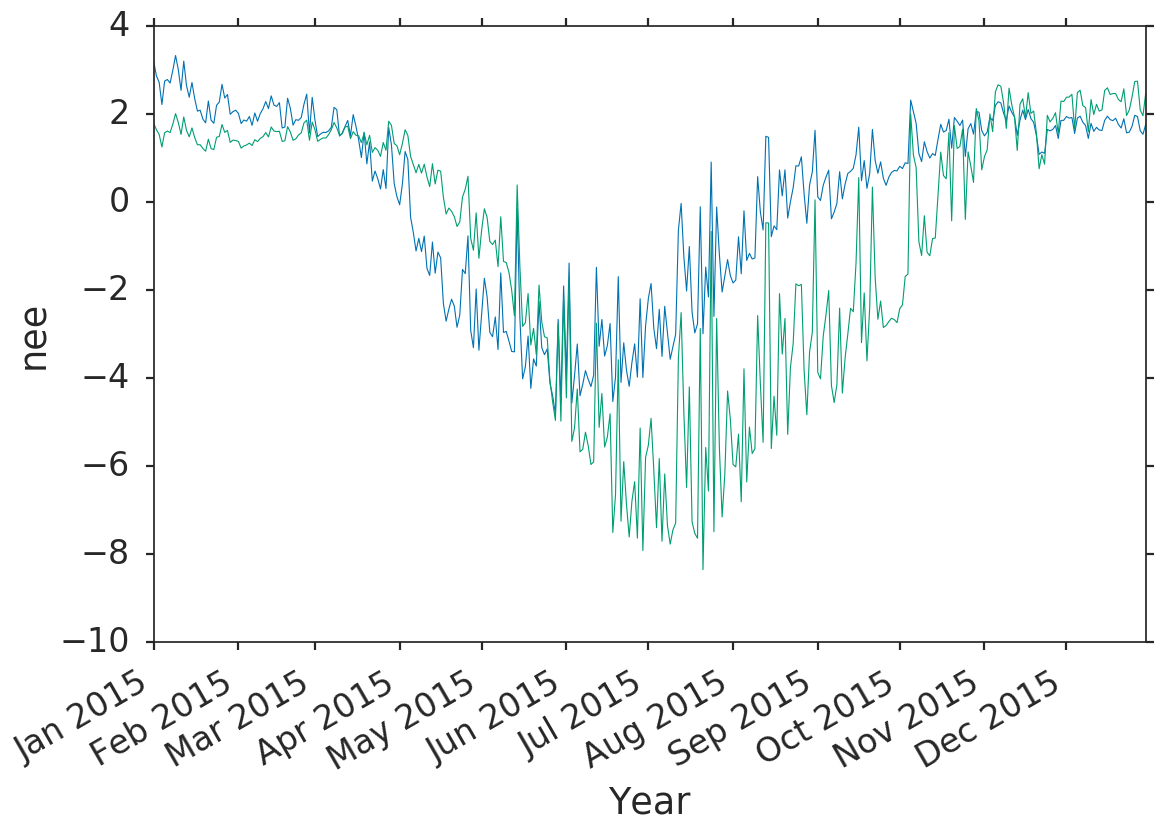 4
2
0
−2
−4
−6
−8
−10
nee
Jan 2015
Feb 2015
Mar 2015
Apr 2015
May 2015
Jun 2015
Jul 2015
Aug 2015
Sep 2015
Oct 2015
Nov 2015
Dec 2015
Year